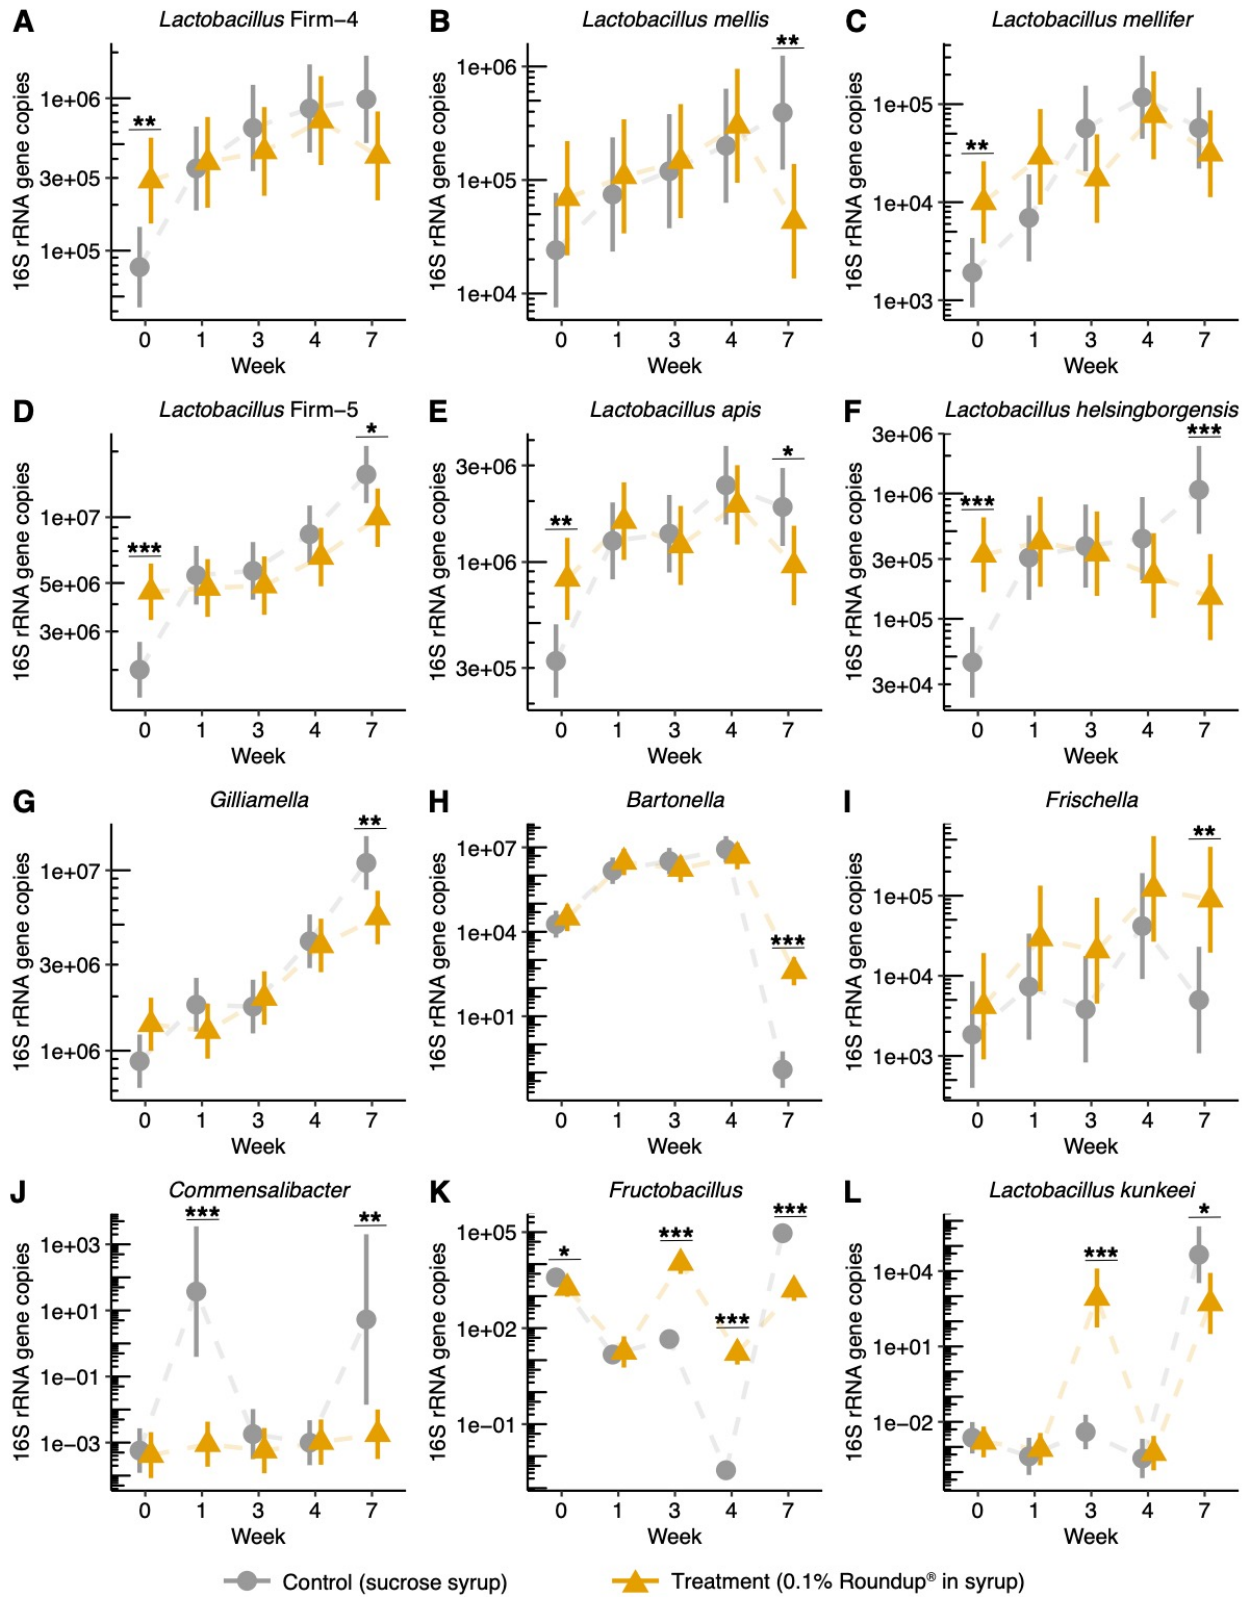 A Lactobacillus Firm−4
16S rRNA gene copies
1e+06
3e+05
1e+05
**
0 1 3 4 7
Week
B Lactobacillus mellis
16S rRNA gene copies
1e+06
1e+05
1e+04
**
0 1 3 4 7
Week
C Lactobacillus mellifer
16S rRNA gene copies
1e+05
1e+04
1e+03
**
0 1 3 4 7
Week
D Lactobacillus Firm−5
16S rRNA gene copies
1e+07
5e+06
3e+06
***
*
0 1 3 4 7
Week
E Lactobacillus apis
16S rRNA gene copies
3e+06
1e+06
3e+05
**
*
0 1 3 4 7
Week
F Lactobacillus helsingborgensis
16S rRNA gene copies
3e+06
1e+06
3e+05
1e+05
3e+04
***
***
0 1 3 4 7
Week
G Gilliamella
16S rRNA gene copies
1e+07
3e+06
1e+06
**
0 1 3 4 7
Week
H Bartonella
16S rRNA gene copies
1e+07
1e+04
1e+01
***
0 1 3 4 7
Week
I Frischella
16S rRNA gene copies
1e+05
1e+04
1e+03
**
0 1 3 4 7
Week
J Commensalibacter
16S rRNA gene copies
1e+03
1e+01
1e−01
1e−03
***
**
0 1 3 4 7
Week
K Fructobacillus
16S rRNA gene copies
1e+05
1e+02
1e−01
*
***
***
***
0 1 3 4 7
Week
L Lactobacillus kunkeei
16S rRNA gene copies
1e+04
1e+01
1e−02
***
*
0 1 3 4 7
Week
Control (sucrose syrup) Treatment (0.1% Roundup® in syrup)